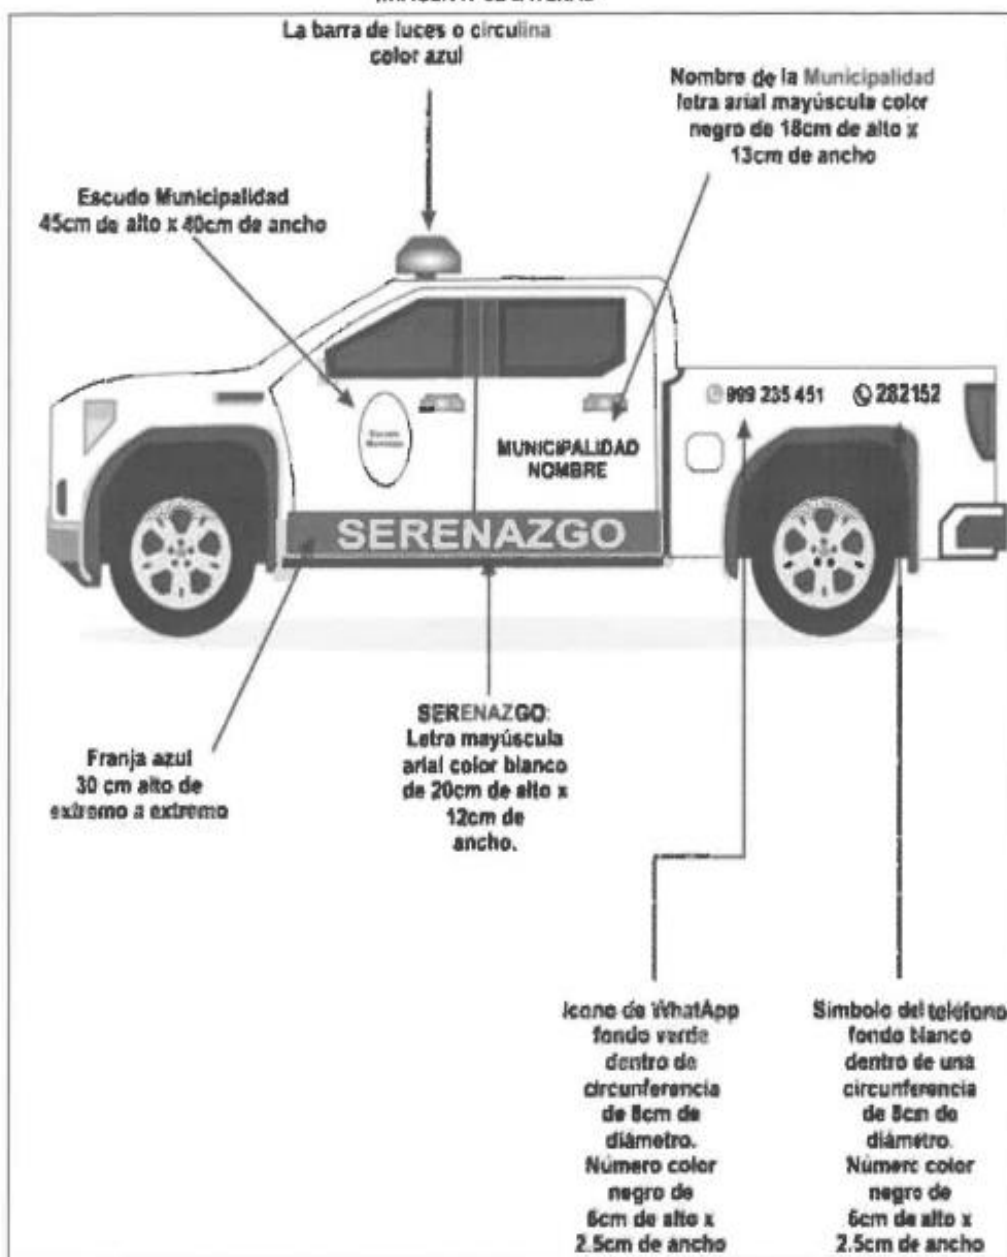 La barra de luces o circulina
color azul
Nombre de la Municipalidad
letra arial mayúscula color
negro de 18cm de alto x
13cm de ancho
Escudo Municipalidad
45cm de alto x 40cm de ancho
999 235 451
282152
Escudo
MUNICIPALIDAD
NOMBRE
SERENAZGO
SERENAZGO:
Letra mayúscula
arial color blanco
de 20cm de alto x
12cm de
ancho.
Franja azul
30 cm alto de
extremo a extremo
Icono de WhatApp
fondo verde
dentro de
circunferencia
de 8cm de
diámetro.
Número color
negro de
6cm de alto x
2.5cm de ancho
Símbolo del teléfono
fondo blanco
dentro de una
circunferencia
de 8cm de
diámetro.
Número color
negro de
6cm de alto x
2.5cm de ancho